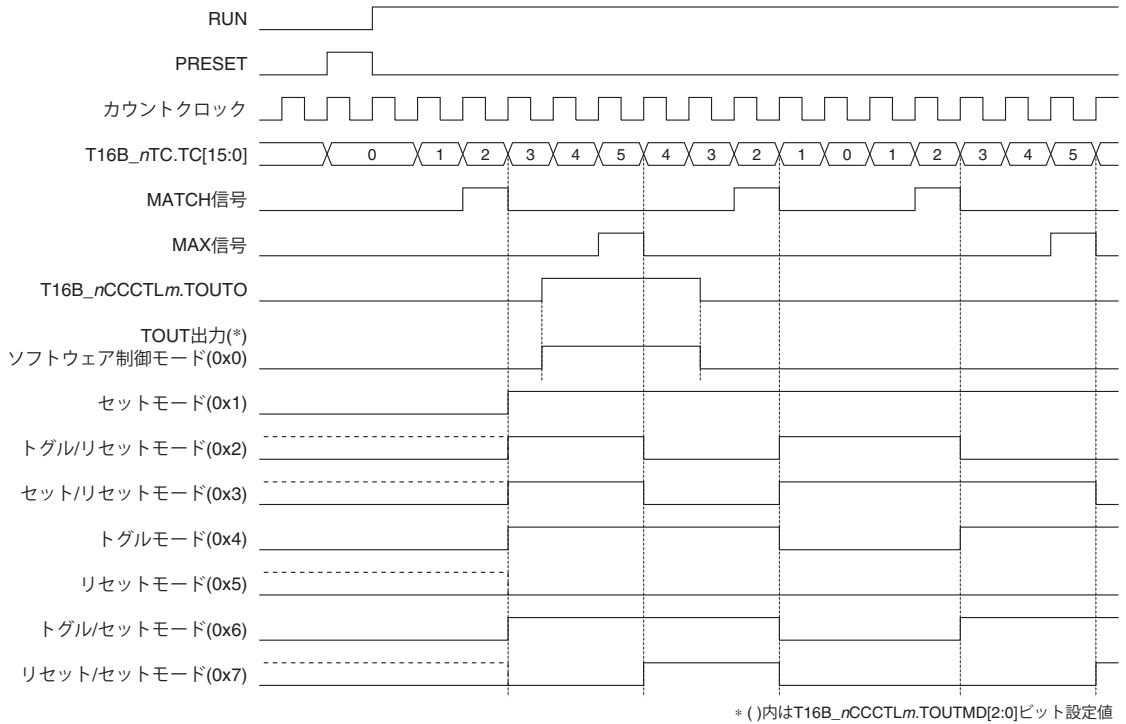 RUN
PRESET
カウントクロック
T16B_nTC.TC[15:0] 0 1 2 3 4 5 4 3 2 1 0 1 2 3 4 5
MATCH信号
MAX信号
T16B_nCCCTLm.TOUTO
TOUT出力(*)
ソフトウェア制御モード(0x0)
セットモード(0x1)
トグル/リセットモード(0x2)
セット/リセットモード(0x3)
トグルモード(0x4)
リセットモード(0x5)
トグル/セットモード(0x6)
リセット/セットモード(0x7)
* ( )内はT16B_nCCCTLm.TOUTMD[2:0]ビット設定値